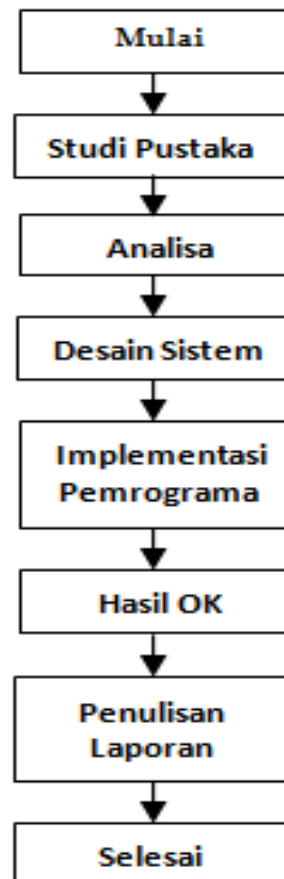 Mulai
Studi Pustaka
Analisa
Desain Sistem
Implementasi
Pemrograma
Hasil OK
Penulisan
Laporan
Selesai